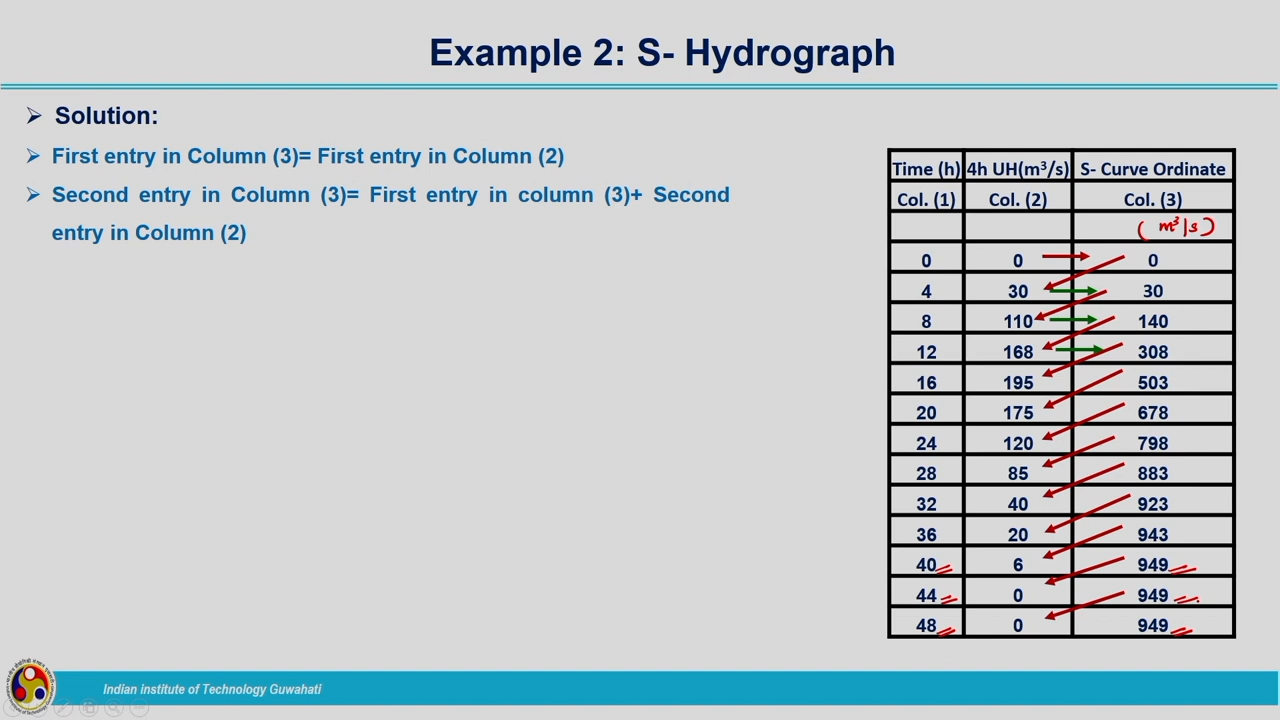 Example 2: S- Hydrograph
Solution:
First entry in Column (3)= First entry in Column (2)
Second entry in Column (3)= First entry in column (3)+ Second
entry in Column (2)
Time (h) 4h UH(m³/s) S- Curve Ordinate
Col. (1) Col. (2) Col. (3)
( m³/s )
0 0 0
4 30 30
8 110 140
12 168 308
16 195 503
20 175 678
24 120 798
28 85 883
32 40 923
36 20 943
40 6 949
44 0 949
48 0 949
Indian institute of Technology Guwahati